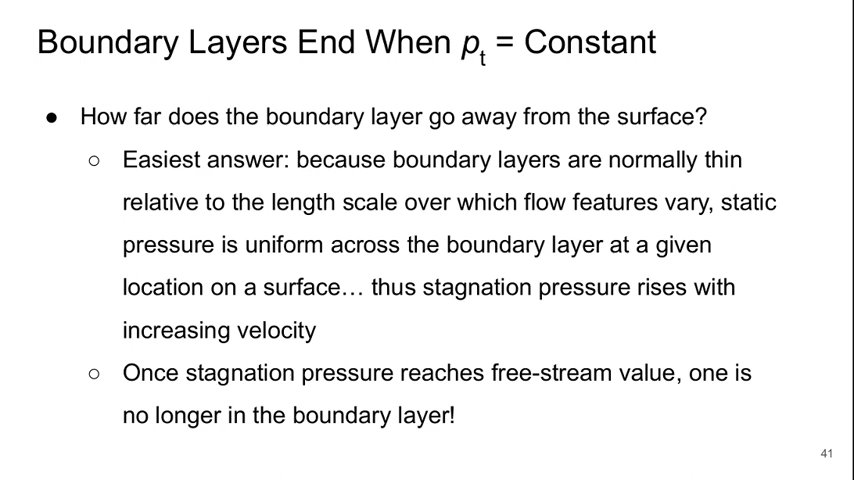 Boundary Layers End When pt = Constant
● How far does the boundary layer go away from the surface?
○ Easiest answer: because boundary layers are normally thin
relative to the length scale over which flow features vary, static
pressure is uniform across the boundary layer at a given
location on a surface… thus stagnation pressure rises with
increasing velocity
○ Once stagnation pressure reaches free-stream value, one is
no longer in the boundary layer!
41